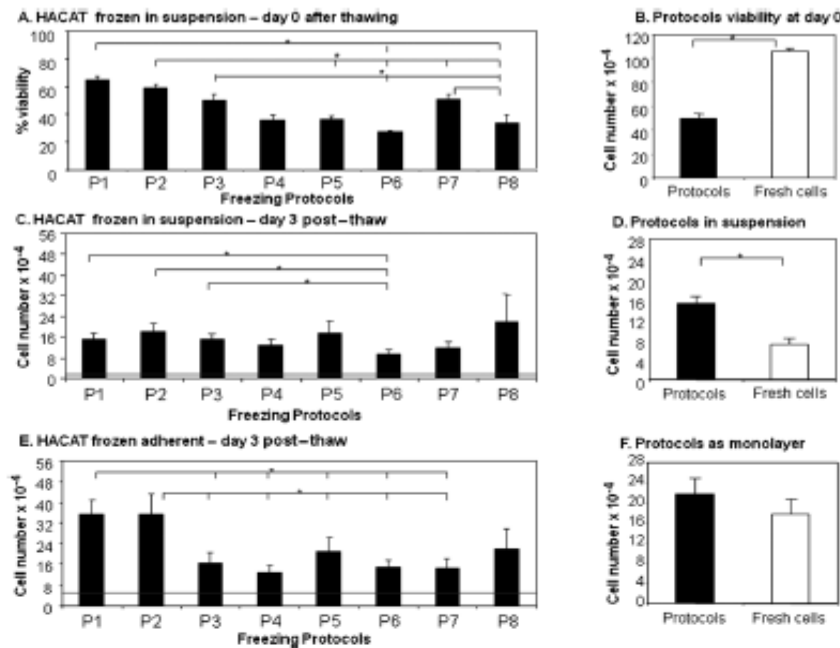 A. HACAT frozen in suspension – day 0 after thawing
% viability
100
80
60
40
20
0
* * * *
P1 P2 P3 P4 P5 P6 P7 P8
Freezing Protocols
B. Protocols viability at day 0
Cell number x 10⁻⁴
120
100
80
60
40
20
0
*
Protocols Fresh cells
C. HACAT frozen in suspension – day 3 post–thaw
Cell number x 10⁻⁴
56
48
40
32
24
16
8
0
*
*
*
P1 P2 P3 P4 P5 P6 P7 P8
Freezing Protocols
D. Protocols in suspension
Cell number x 10⁻⁴
28
24
20
16
12
8
4
0
*
Protocols Fresh cells
E. HACAT frozen adherent – day 3 post–thaw
Cell number x 10⁻⁴
56
48
40
32
24
16
8
0
*
*
P1 P2 P3 P4 P5 P6 P7 P8
Freezing Protocols
F. Protocols as monolayer
Cell number x 10⁻⁴
28
24
20
16
12
8
4
0
Protocols Fresh cells